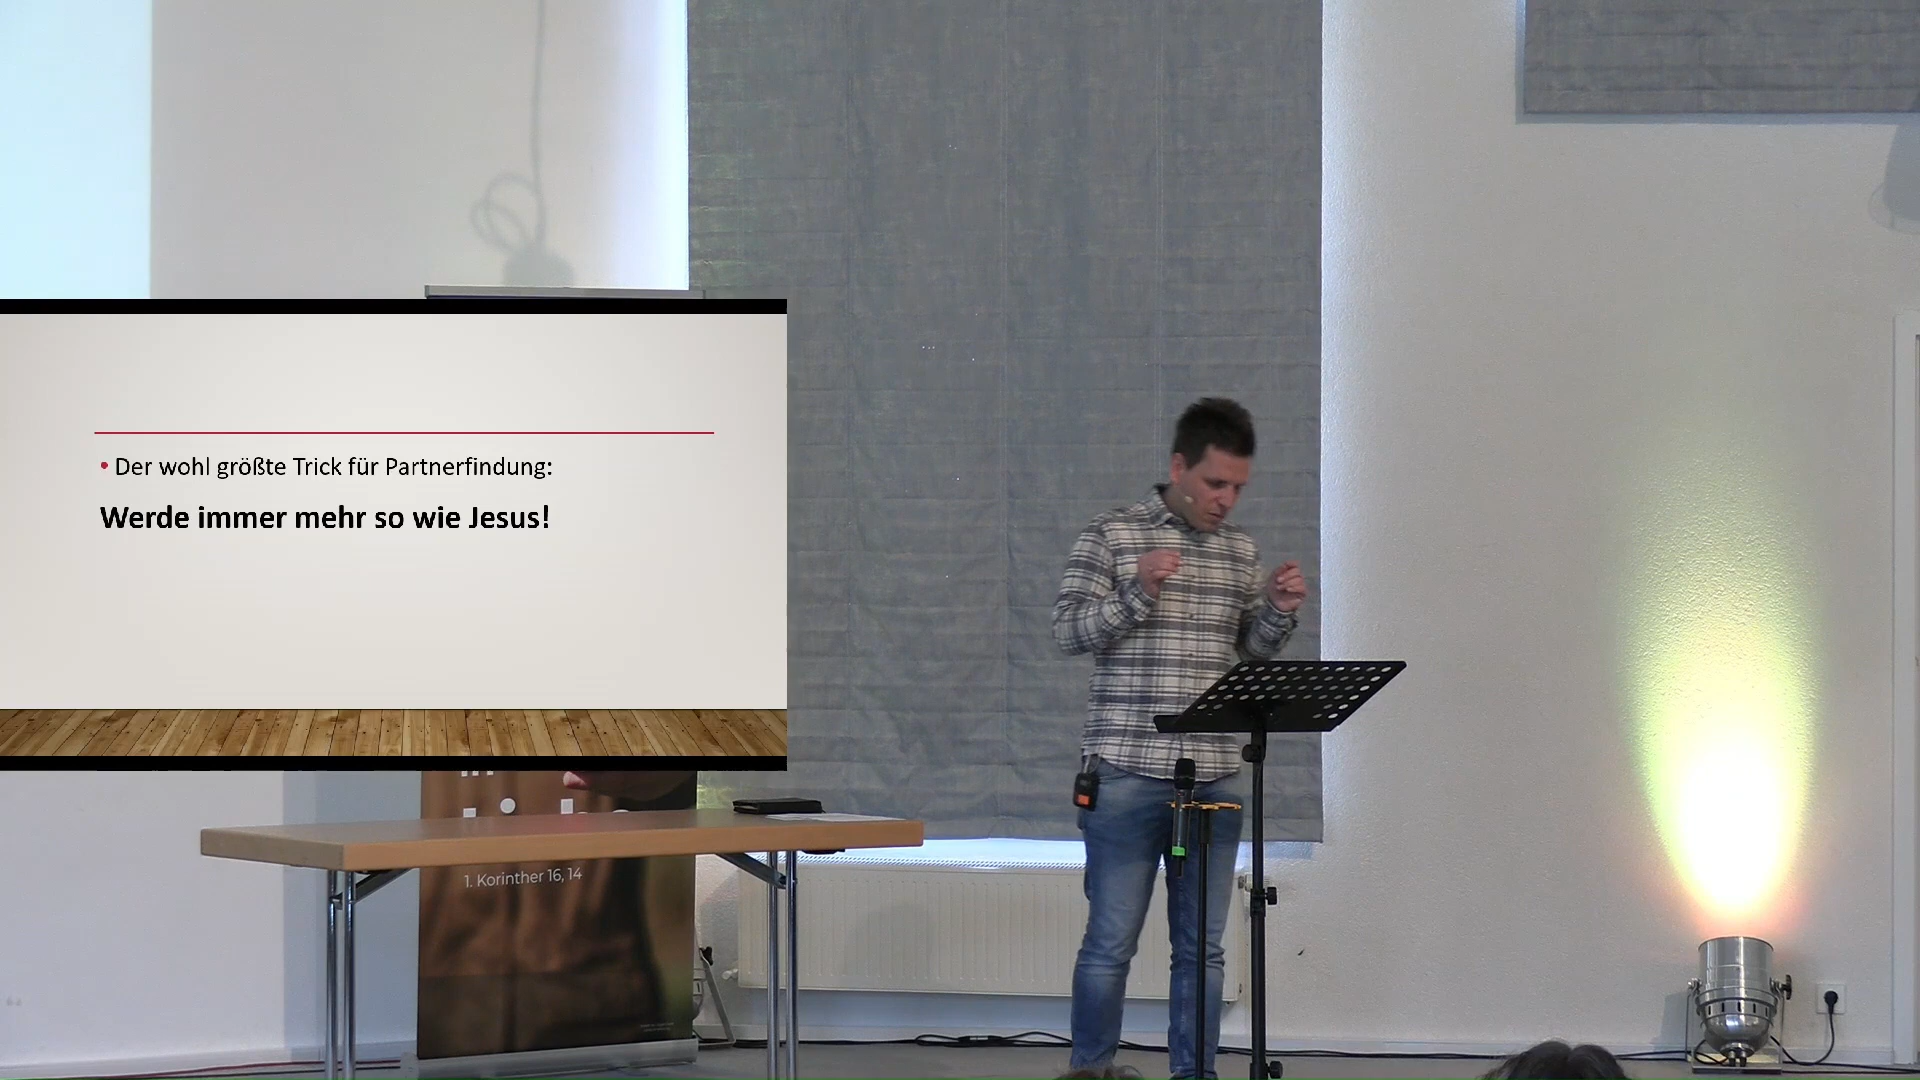 • Der wohl größte Trick für Partnerfindung:
Werde immer mehr so wie Jesus!
1. Korinther 16, 14